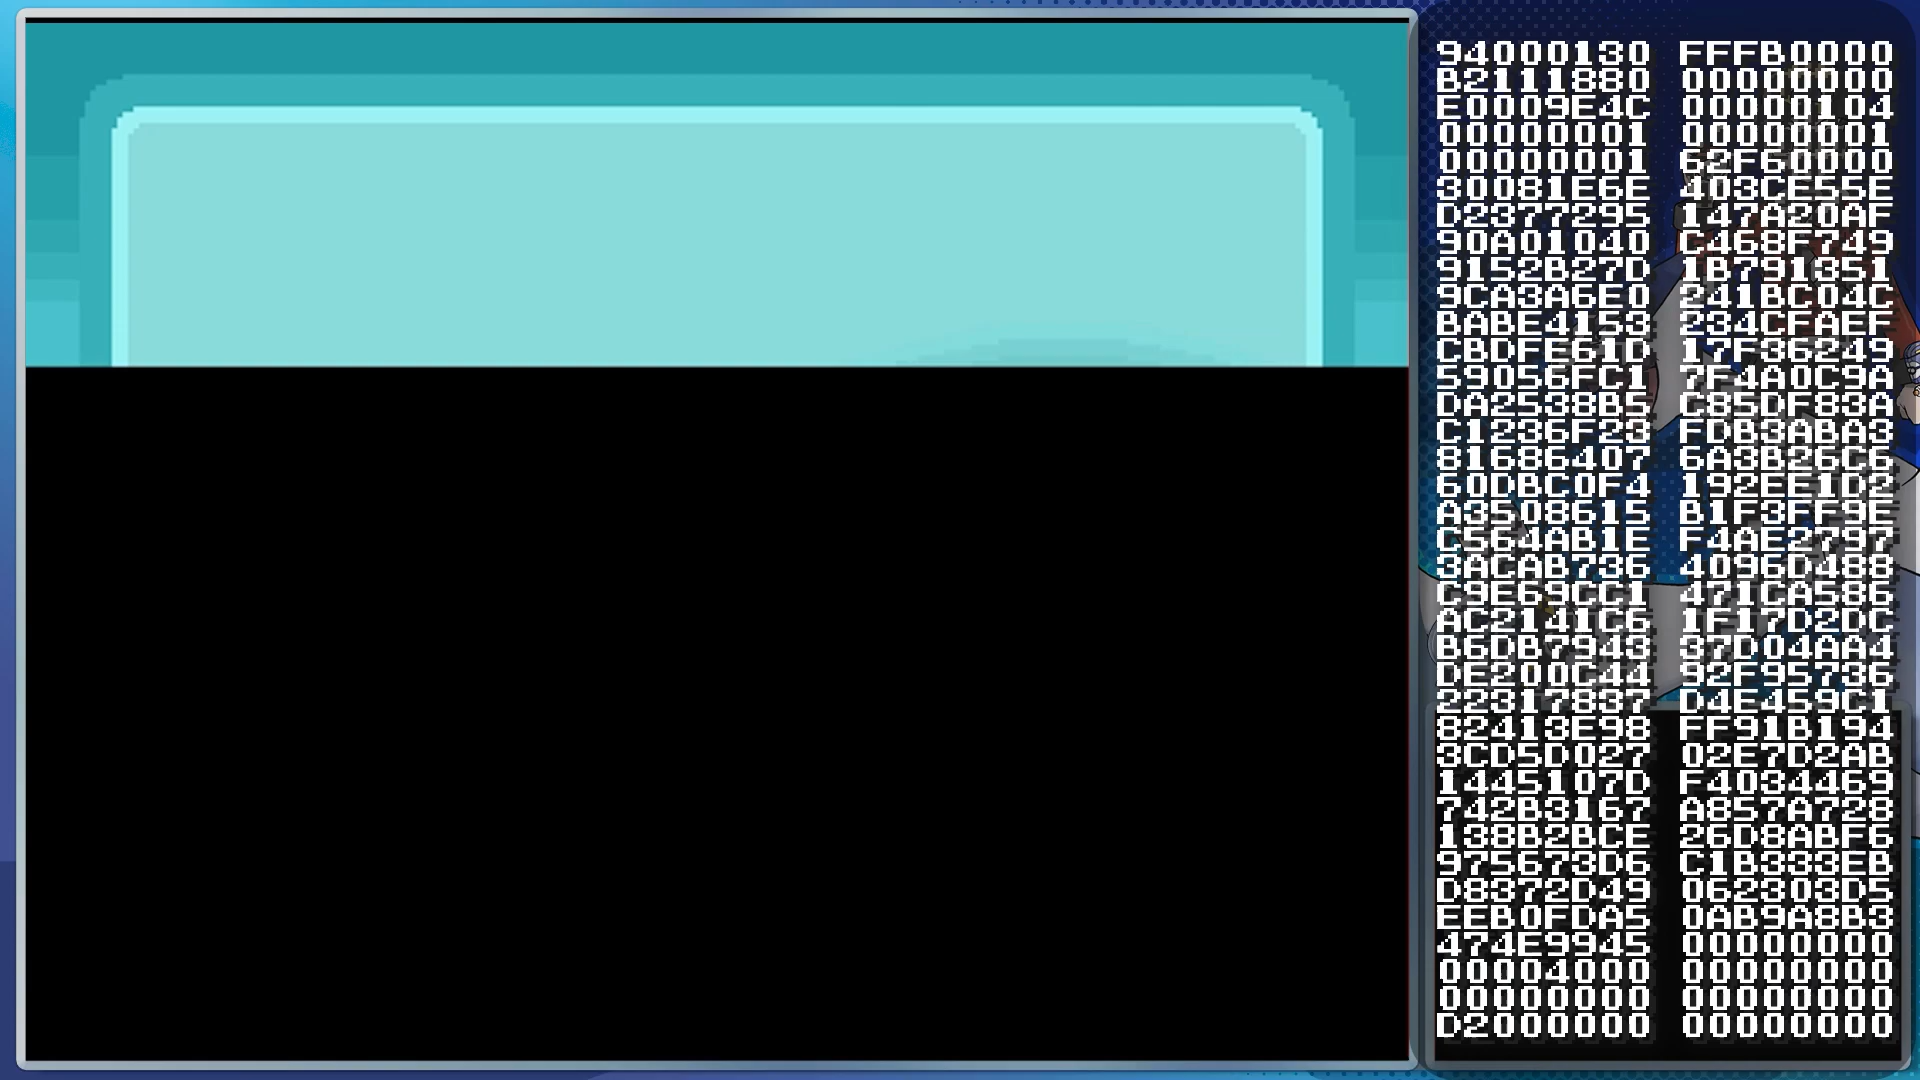 94000130 FFFB0000
B2111880 00000000
E0009E4C 00000104
00000001 00000001
00000001 62F60000
30081E6E 403CE55E
D2377295 147A20AF
90A01040 C468F749
9152B27D 1B791351
9CA3A6E0 241BC04C
BABE4153 234CFAEF
CBDFE61D 17F36249
59056FC1 7F4A0C9A
DA2538B5 C85DF83A
C1236F23 FDB3ABA3
81686407 6A3B26C6
60DBC0F4 192EE1D2
A3508615 B1F3FF9E
C564AB1E F4AE2797
3ACAB736 4096D488
C9E69CC1 471CA586
AC2141C6 1F17D2DC
B6DB7943 37D04AA4
DE200C44 92F95736
22317837 D4E459C1
82413E98 FF91B194
3CD5D027 02E7D2AB
1445107D F4034469
742B3167 A857A728
138B2BCE 26D8ABF6
975673D6 C1B333EB
D8372D49 062303D5
EEB0FDA5 0AB9A8B3
474E9945 00000000
00004000 00000000
00000000 00000000
D2000000 00000000